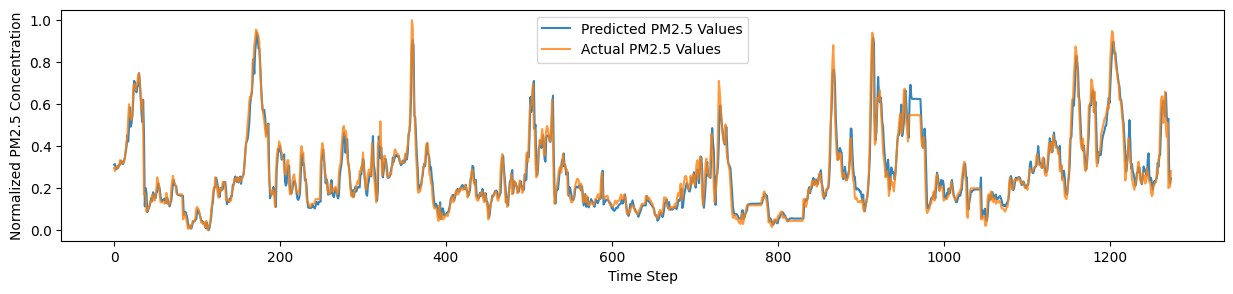 Predicted PM2.5 Values
Actual PM2.5 Values
Normalized PM2.5 Concentration
1.0
0.8
0.6
0.4
0.2
0.0
0 200 400 600 800 1000 1200
Time Step